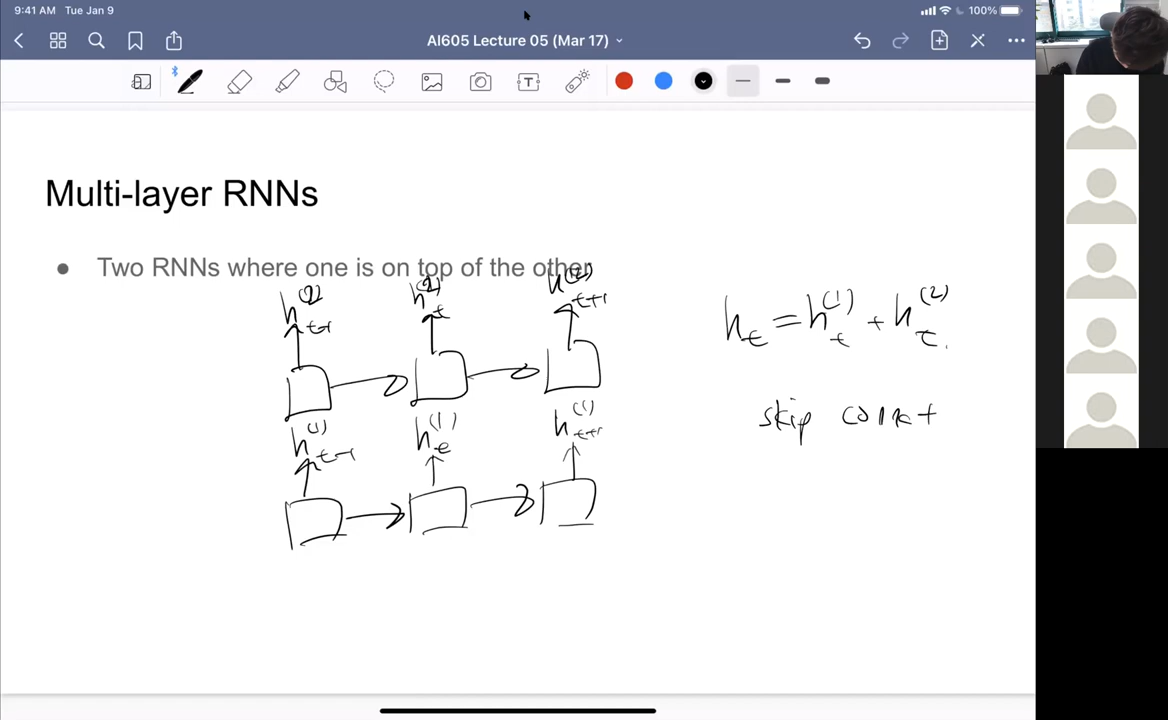 9:41 AM Tue Jan 9
100%
AI605 Lecture 05 (Mar 17)
T
Multi-layer RNNs
● Two RNNs where one is on top of the other
h_{t-1}^{(2)} h_t^{(2)} h_{t+1}^{(2)}
h_t = h_t^{(1)} + h_t^{(2)}.
h_{t-1}^{(1)} h_t^{(1)} h_{t+1}^{(1)}
skip